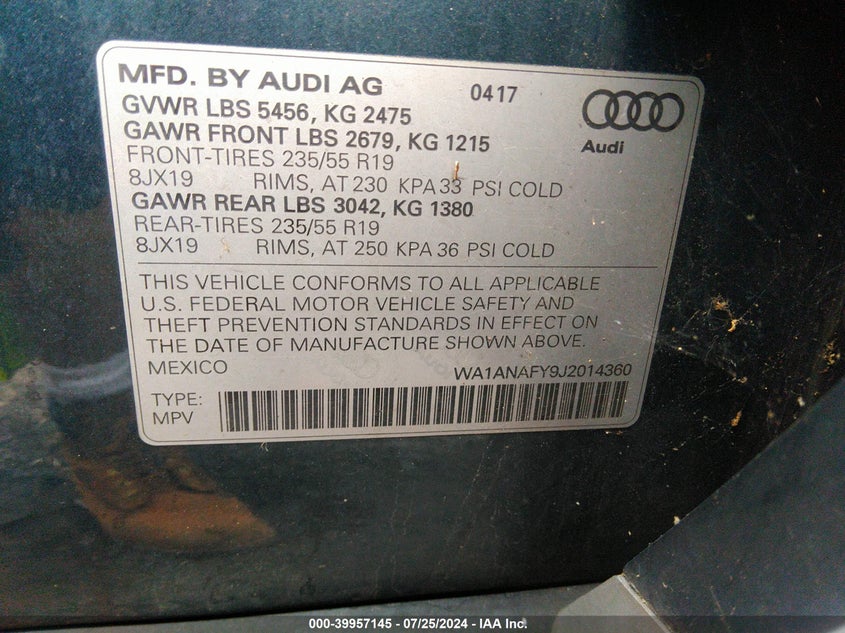 MFD. BY AUDI AG 0417
GVWR LBS 5456, KG 2475
GAWR FRONT LBS 2679, KG 1215
Audi
FRONT-TIRES 235/55 R19
8JX19 RIMS, AT 230 KPA 33 PSI COLD
GAWR REAR LBS 3042, KG 1380
REAR-TIRES 235/55 R19
8JX19 RIMS, AT 250 KPA 36 PSI COLD
THIS VEHICLE CONFORMS TO ALL APPLICABLE
U.S. FEDERAL MOTOR VEHICLE SAFETY AND
THEFT PREVENTION STANDARDS IN EFFECT ON
THE DATE OF MANUFACTURE SHOWN ABOVE.
MEXICO WA1ANAFY9J2014360
TYPE:
MPV
000-39957145 - 07/25/2024 - IAA Inc.